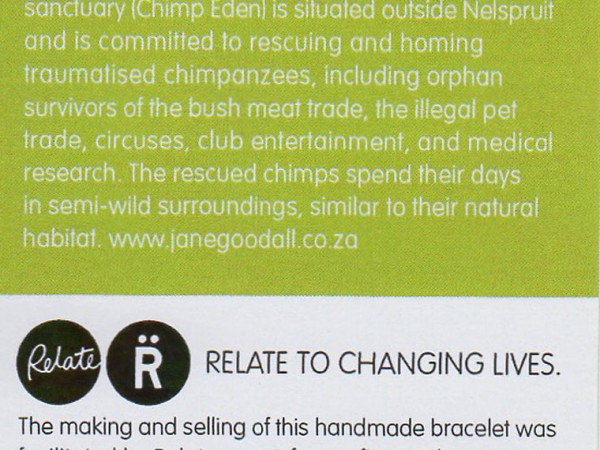 sanctuary (Chimp Eden) is situated outside Nelspruit
and is committed to rescuing and homing
traumatised chimpanzees, including orphan
survivors of the bush meat trade, the illegal pet
trade, circuses, club entertainment, and medical
research. The rescued chimps spend their days
in semi-wild surroundings, similar to their natural
habitat. www.janegoodall.co.za
Relate R̈ RELATE TO CHANGING LIVES.
The making and selling of this handmade bracelet was